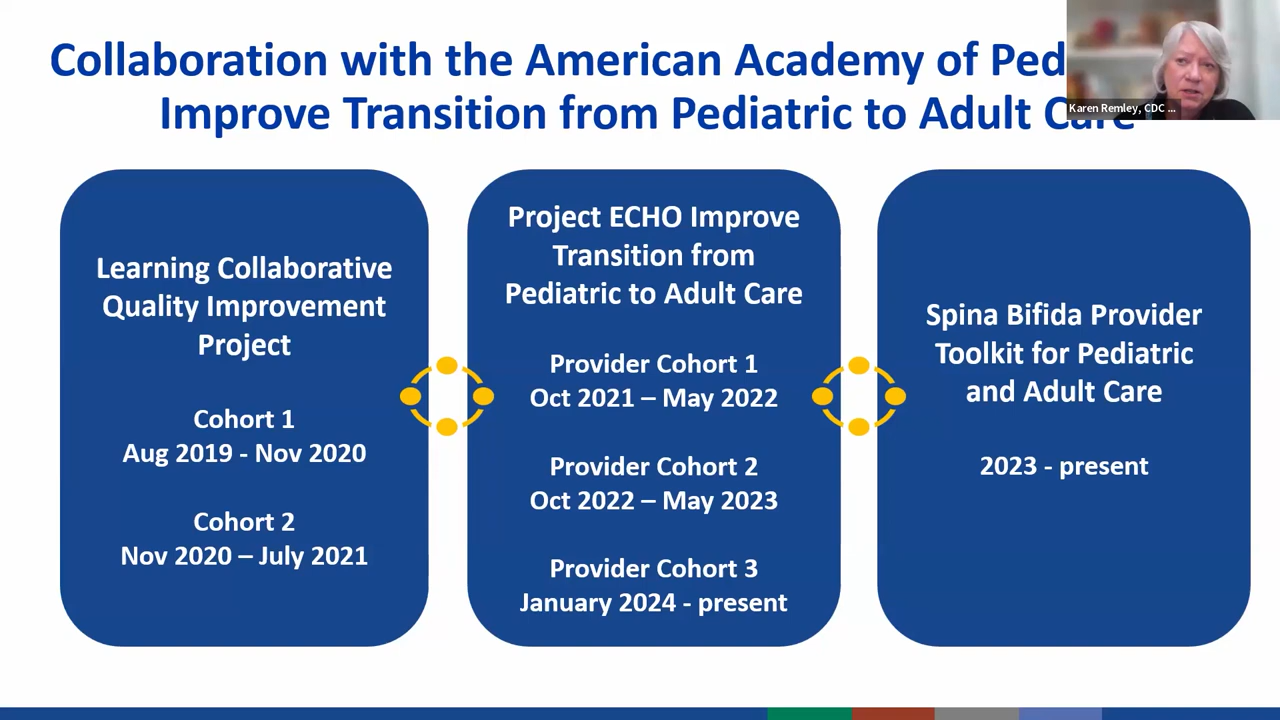 Collaboration with the American Academy of Ped
Improve Transition from Pediatric to Adult Care
Karen Remley, CDC ...
Learning Collaborative
Quality Improvement
Project
Cohort 1
Aug 2019 - Nov 2020
Cohort 2
Nov 2020 – July 2021
Project ECHO Improve
Transition from
Pediatric to Adult Care
Provider Cohort 1
Oct 2021 – May 2022
Provider Cohort 2
Oct 2022 – May 2023
Provider Cohort 3
January 2024 - present
Spina Bifida Provider
Toolkit for Pediatric
and Adult Care
2023 - present